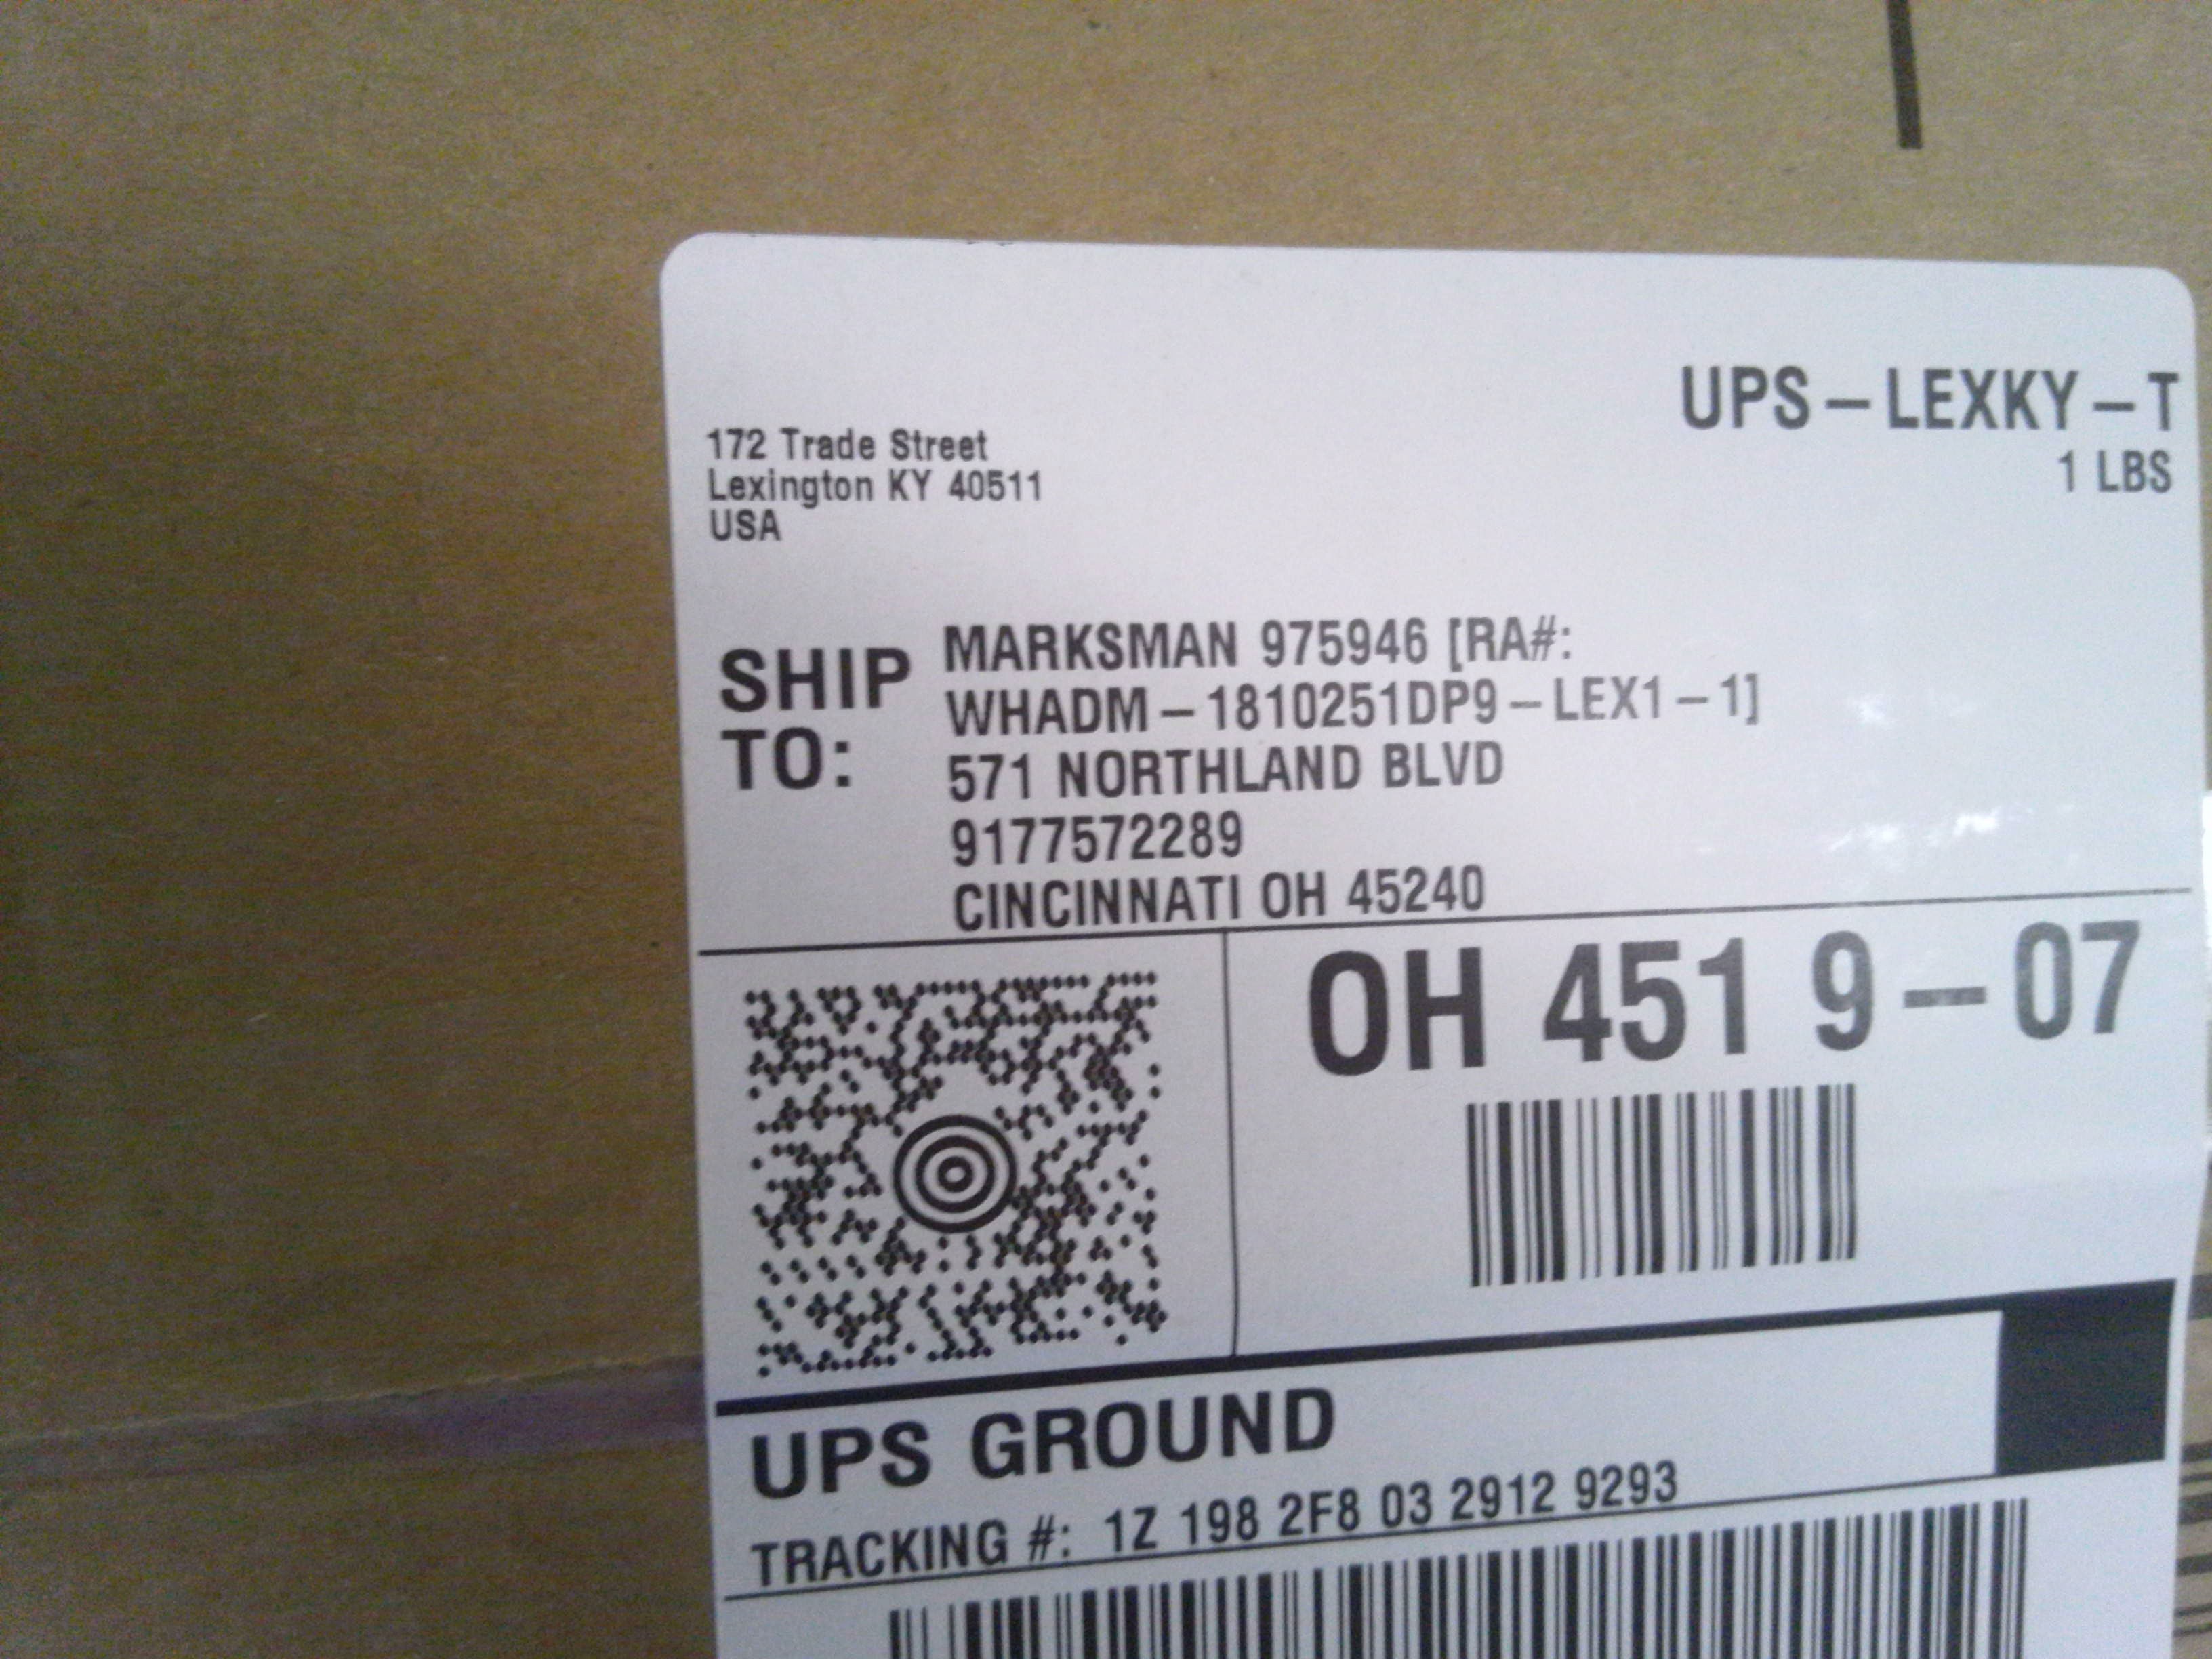 UPS – LEXKY – T
1 LBS
172 Trade Street
Lexington KY 40511
USA
SHIP TO:
MARKSMAN 975946 [RA#:
WHADM – 1810251DP9 – LEX1 – 1]
571 NORTHLAND BLVD
9177572289
CINCINNATI OH 45240
OH 451 9 – 07
UPS GROUND
TRACKING #: 1Z 198 2F8 03 2912 9293